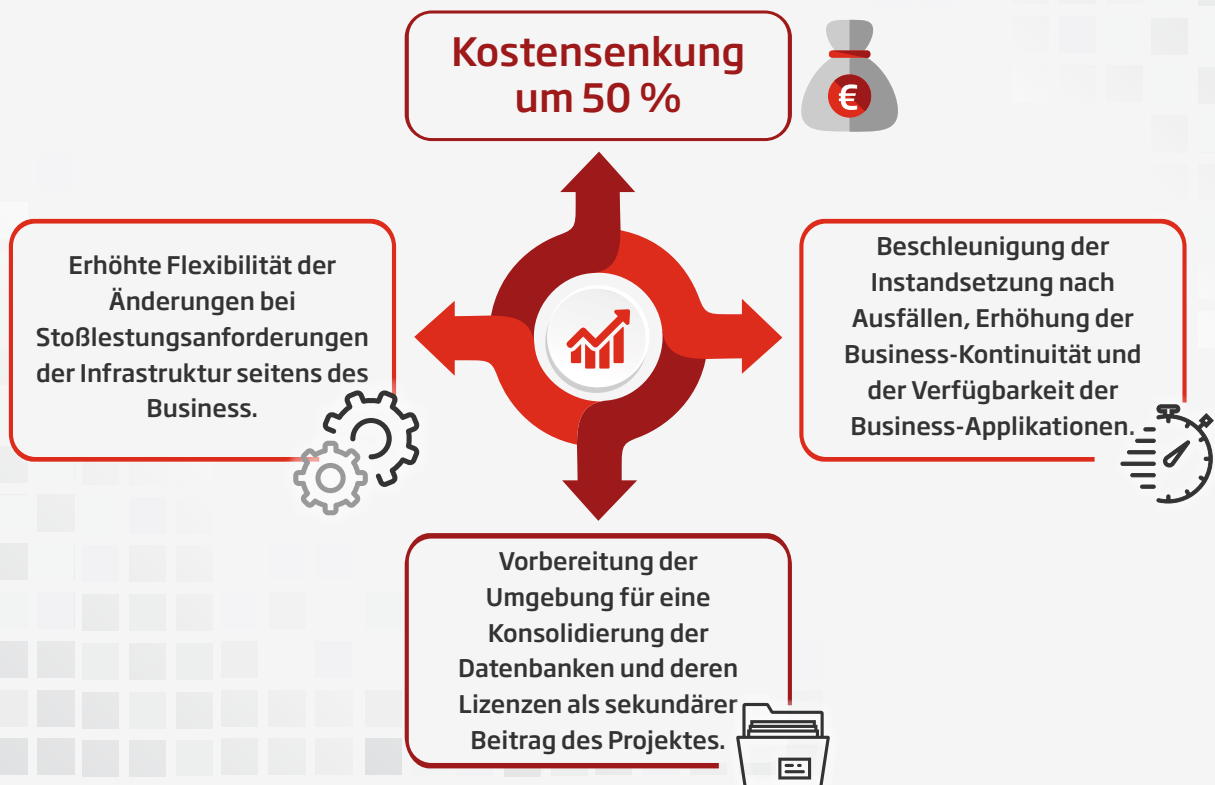 Kostensenkung
um 50 %
€
Erhöhte Flexibilität der
Änderungen bei
Stoßlestungsanforderungen
der Infrastruktur seitens des
Business.
Beschleunigung der
Instandsetzung nach
Ausfällen, Erhöhung der
Business-Kontinuität und
der Verfügbarkeit der
Business-Applikationen.
Vorbereitung der
Umgebung für eine
Konsolidierung der
Datenbanken und deren
Lizenzen als sekundärer
Beitrag des Projektes.